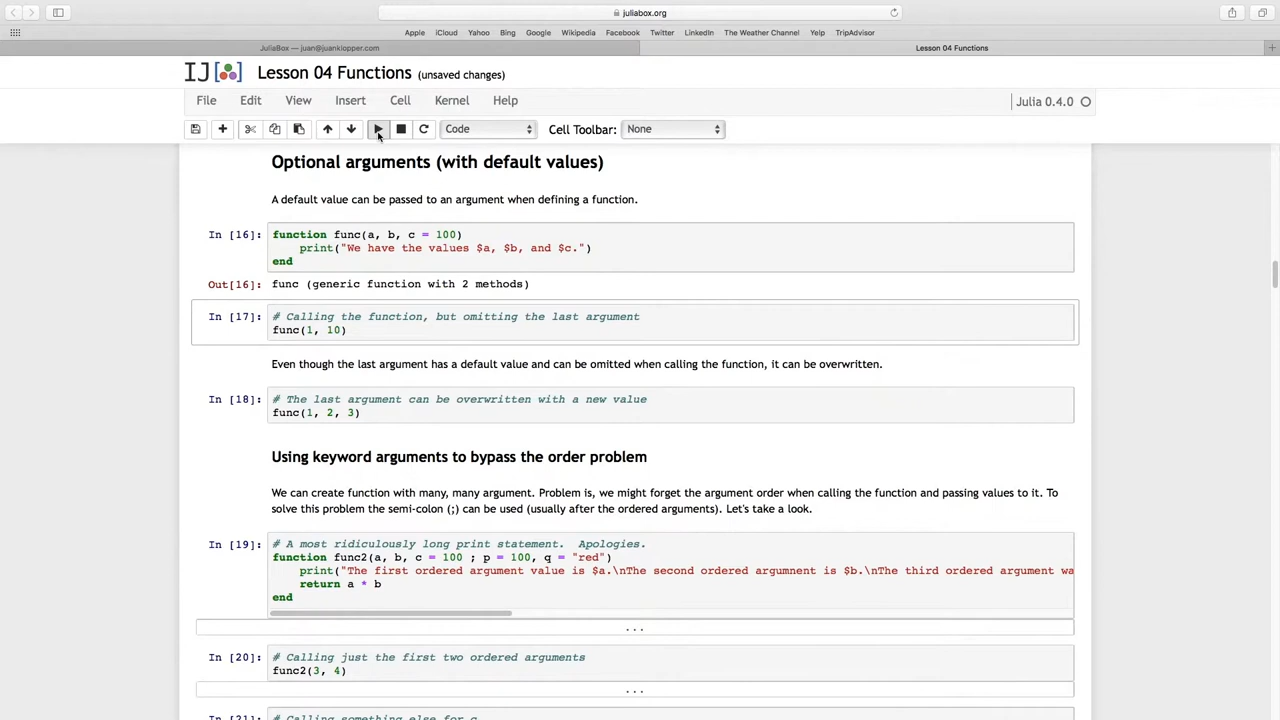 juliabox.org
Apple iCloud Yahoo Bing Google Wikipedia Facebook Twitter LinkedIn The Weather Channel Yelp TripAdvisor
JuliaBox — juan@juanklopper.com Lesson 04 Functions
IJ Lesson 04 Functions (unsaved changes)
File Edit View Insert Cell Kernel Help Julia 0.4.0
Code Cell Toolbar: None
Optional arguments (with default values)
A default value can be passed to an argument when defining a function.
In [16]: function func(a, b, c = 100)
print("We have the values $a, $b, and $c.")
end
Out[16]: func (generic function with 2 methods)
In [17]: # Calling the function, but omitting the last argument
func(1, 10)
Even though the last argument has a default value and can be omitted when calling the function, it can be overwritten.
In [18]: # The last argument can be overwritten with a new value
func(1, 2, 3)
Using keyword arguments to bypass the order problem
We can create function with many, many argument. Problem is, we might forget the argument order when calling the function and passing values to it. To
solve this problem the semi-colon (;) can be used (usually after the ordered arguments). Let's take a look.
In [19]: # A most ridiculously long print statement. Apologies.
function func2(a, b, c = 100 ; p = 100, q = "red")
print("The first ordered argument value is $a.\nThe second ordered argumnent is $b.\nThe third ordered argument wa
return a * b
end
...
In [20]: # Calling just the first two ordered arguments
func2(3, 4)
...
In [21]: # Calling something else for c